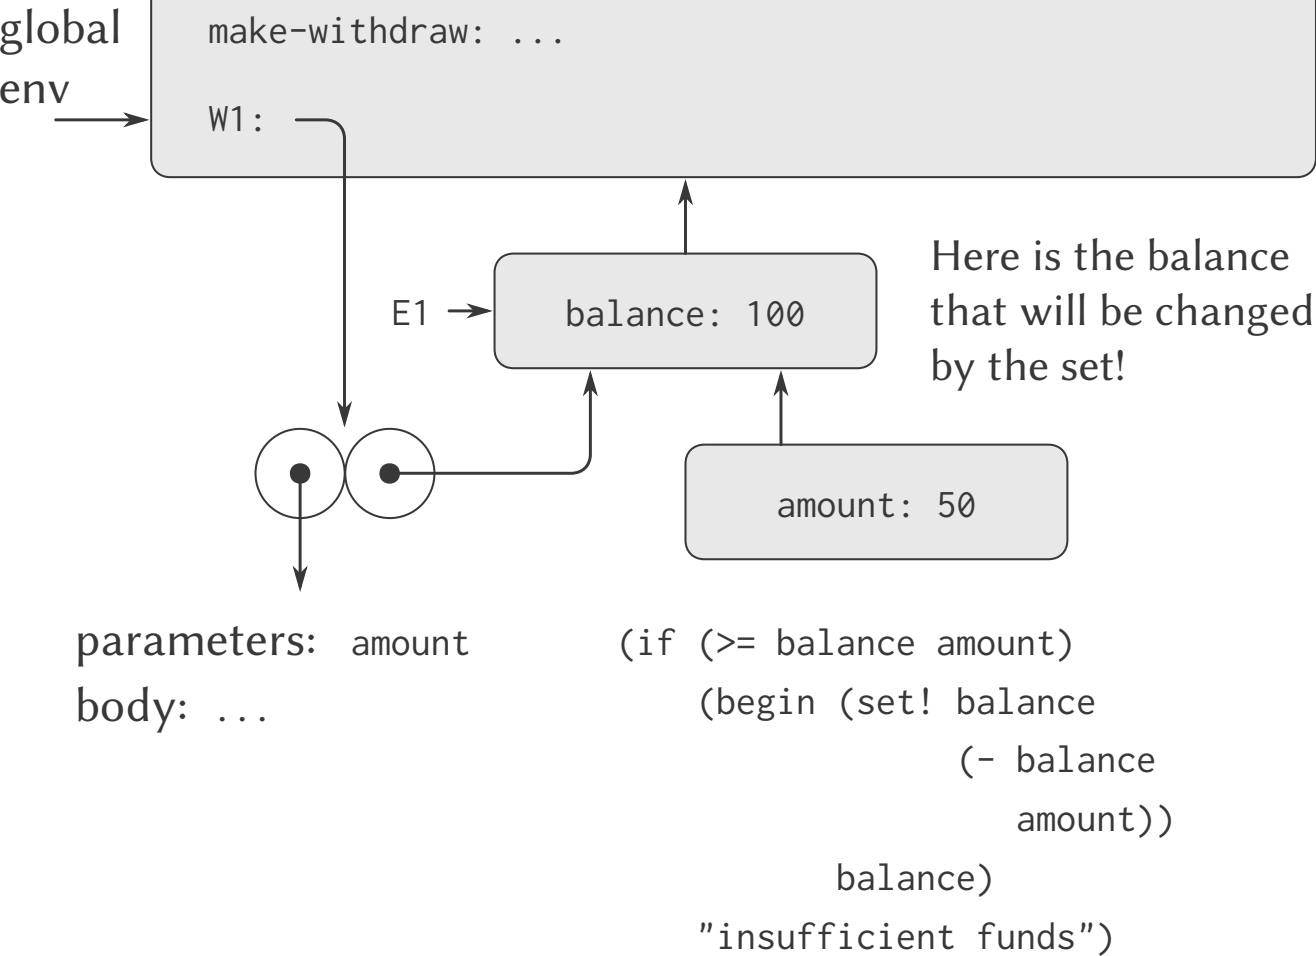 global
env
make-withdraw: ...
W1:
E1
balance: 100
Here is the balance
that will be changed
by the set!
amount: 50
parameters: amount
body: ...
(if (>= balance amount)
(begin (set! balance
(- balance
amount))
balance)
"insufficient funds")